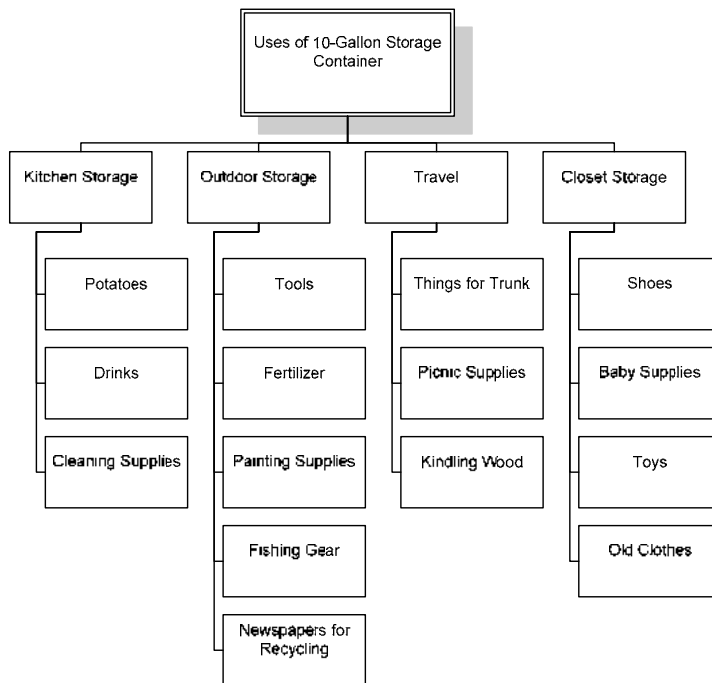 Uses of 10-Gallon Storage
Container
Kitchen Storage
Outdoor Storage
Travel
Closet Storage
Potatoes
Tools
Things for Trunk
Shoes
Drinks
Fertilizer
Picnic Supplies
Baby Supplies
Cleaning Supplies
Painting Supplies
Kindling Wood
Toys
Fishing Gear
Old Clothes
Newspapers for
Recycling